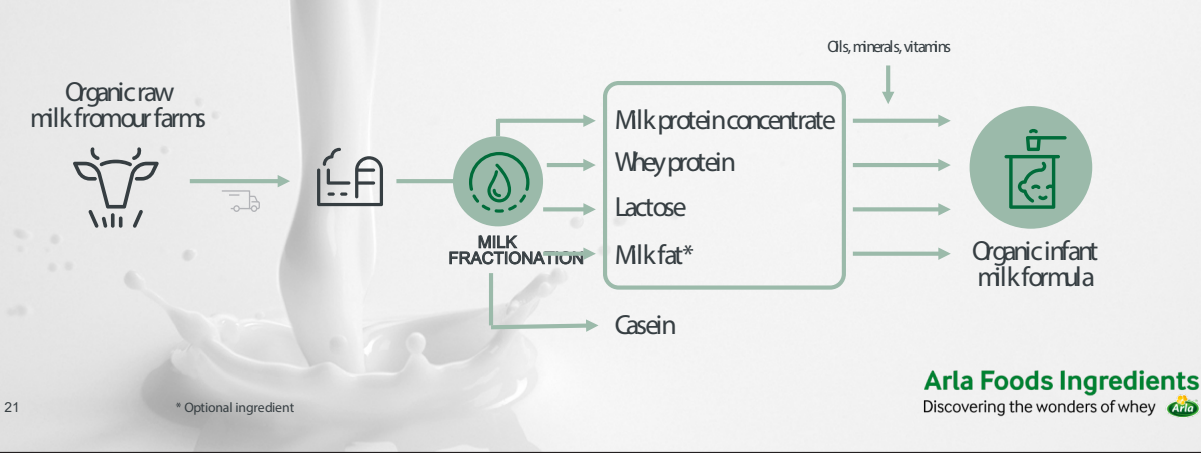 Oils, minerals, vitamins
Organic raw
milk from our farms
Milk protein concentrate
Whey protein
Lactose
Milk fat*
MILK
FRACTIONATION
Organic infant
milk formula
Casein
Arla Foods Ingredients
Discovering the wonders of whey
Arla
21
* Optional ingredient